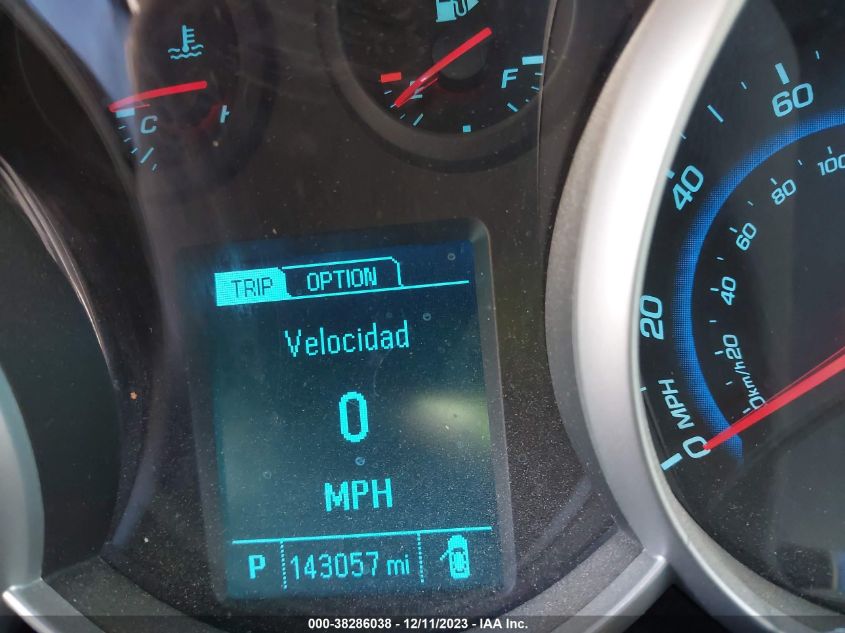 C H
E F
TRIP OPTION
Velocidad
0
MPH
P 143057 mi
60
40
20
0 MPH
100
80
60
40
20
0 km/h
000-38286038 - 12/11/2023 - IAA Inc.